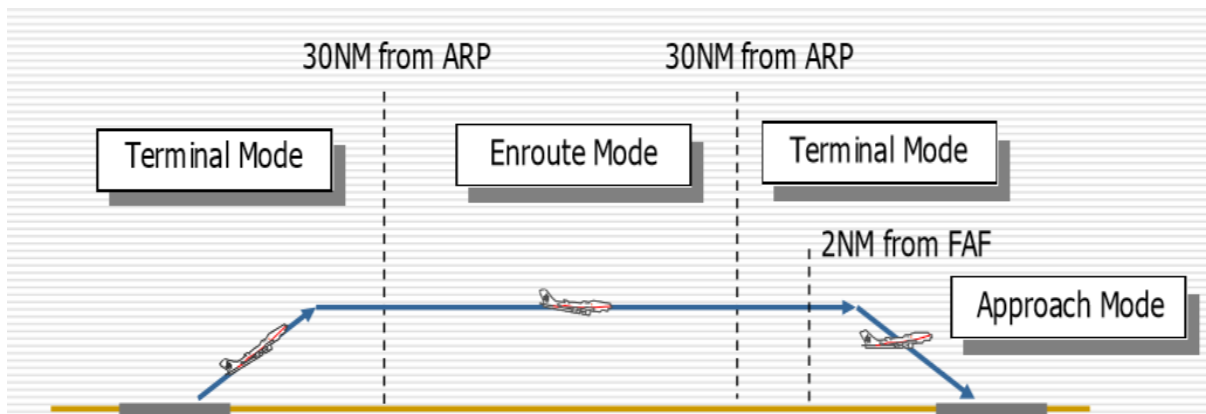 30NM from ARP
30NM from ARP
Terminal Mode
Enroute Mode
Terminal Mode
2NM from FAF
Approach Mode